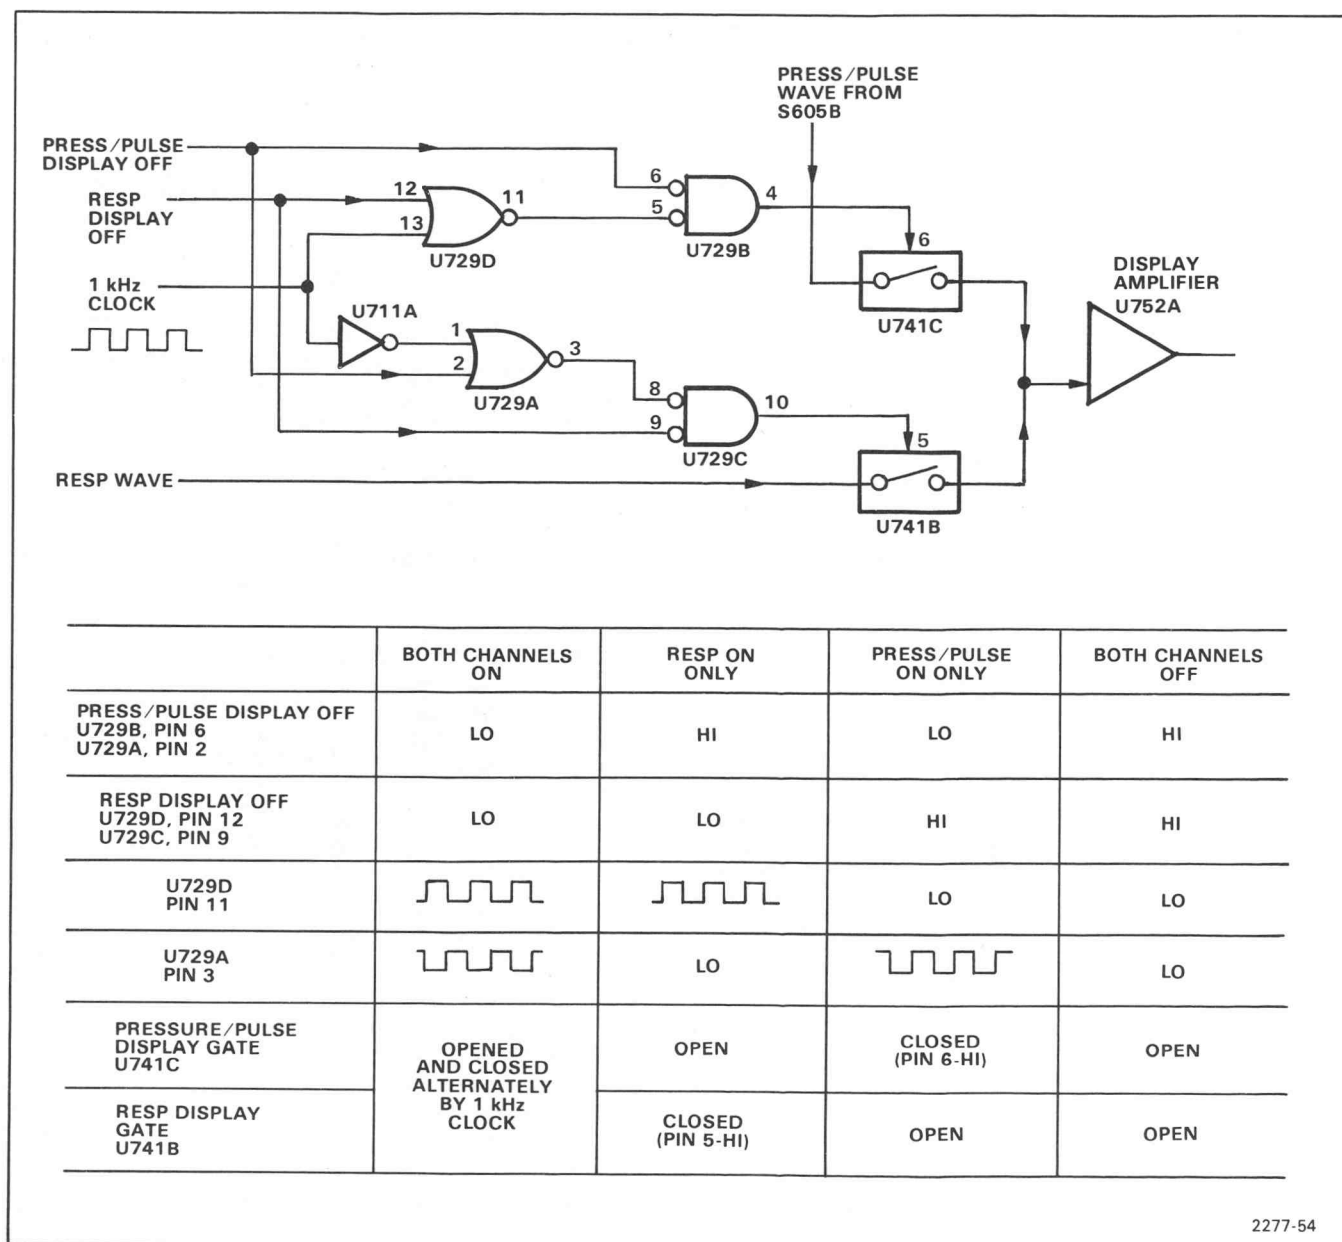 PRESS/PULSE
WAVE FROM
S605B
PRESS/PULSE
DISPLAY OFF
RESP
DISPLAY
OFF
1 kHz
CLOCK
12
13
11
U729D
6
5
4
U729B
6
U741C
DISPLAY
AMPLIFIER
U752A
U711A
1
2
3
U729A
8
9
10
U729C
5
U741B
RESP WAVE
BOTH CHANNELS
ON
RESP ON
ONLY
PRESS/PULSE
ON ONLY
BOTH CHANNELS
OFF
PRESS/PULSE DISPLAY OFF
U729B, PIN 6
U729A, PIN 2
LO
HI
LO
HI
RESP DISPLAY OFF
U729D, PIN 12
U729C, PIN 9
LO
LO
HI
HI
U729D
PIN 11
LO
LO
U729A
PIN 3
LO
LO
PRESSURE/PULSE
DISPLAY GATE
U741C
OPENED
AND CLOSED
ALTERNATELY
BY 1 kHz
CLOCK
OPEN
CLOSED
(PIN 6-HI)
OPEN
RESP DISPLAY
GATE
U741B
CLOSED
(PIN 5-HI)
OPEN
OPEN
2277-54